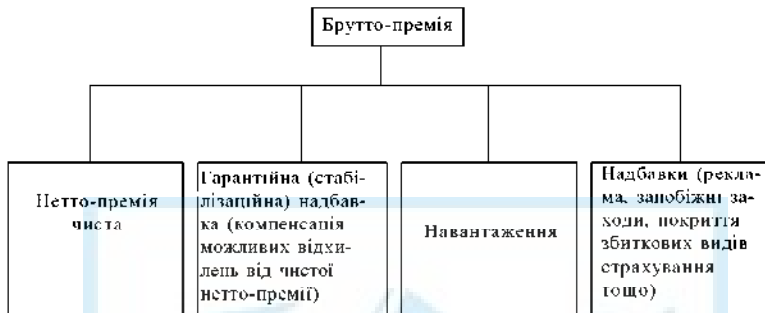 Брутто-премія
Нетто-премія
чиста
Гарантійна (стабі-
лізаційна) надбав-
ка (компенсація
можливих відхи-
лень від чистої
нетто-премії)
Навантаження
Надбавки (рекла-
ма, запобіжні за-
ходи, покриття
збиткових видів
страхування
тощо)